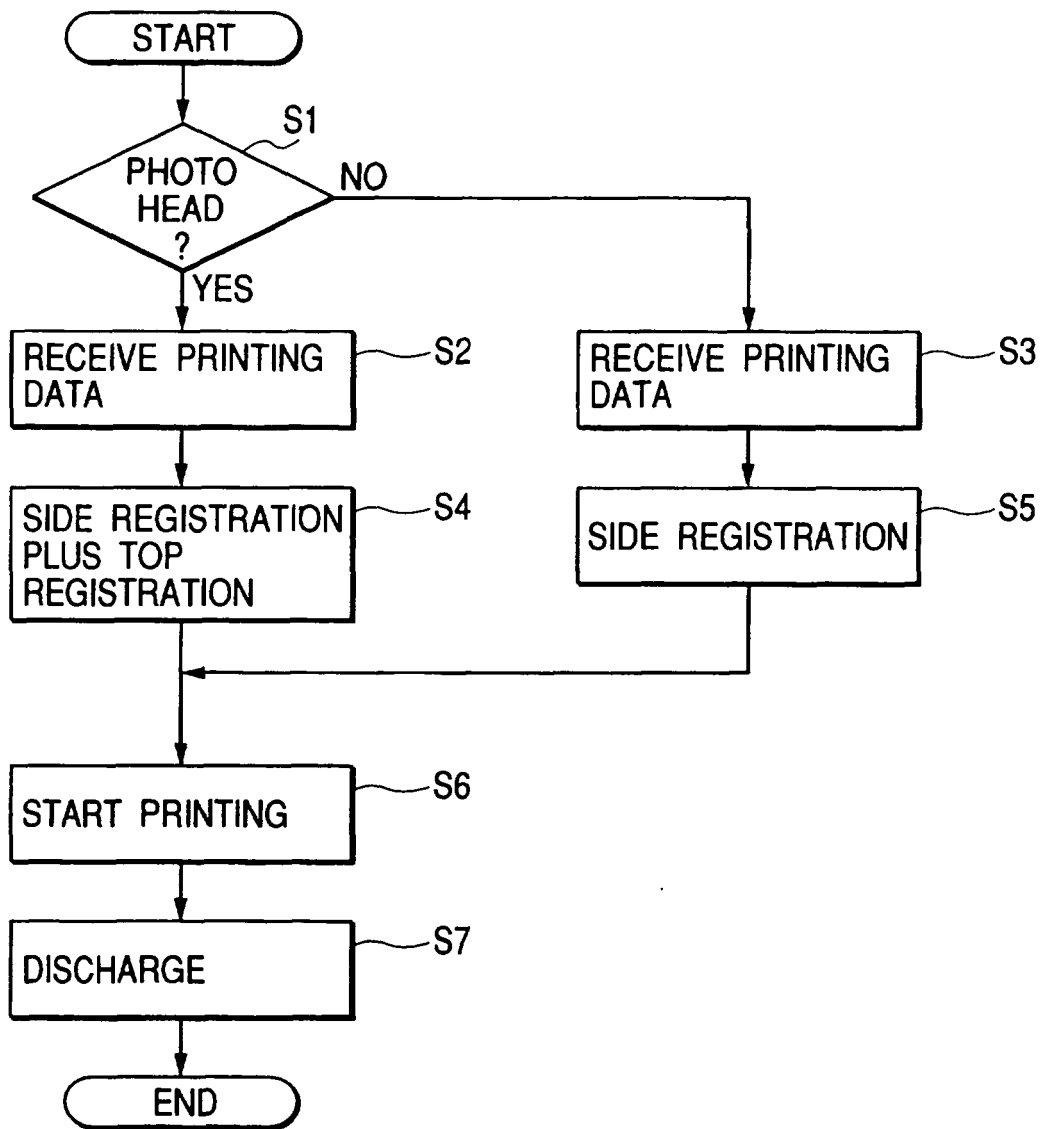 START
S1
PHOTO
HEAD
?
NO
YES
RECEIVE PRINTING
DATA
S2
RECEIVE PRINTING
DATA
S3
SIDE REGISTRATION
PLUS TOP
REGISTRATION
S4
SIDE REGISTRATION
S5
START PRINTING
S6
DISCHARGE
S7
END